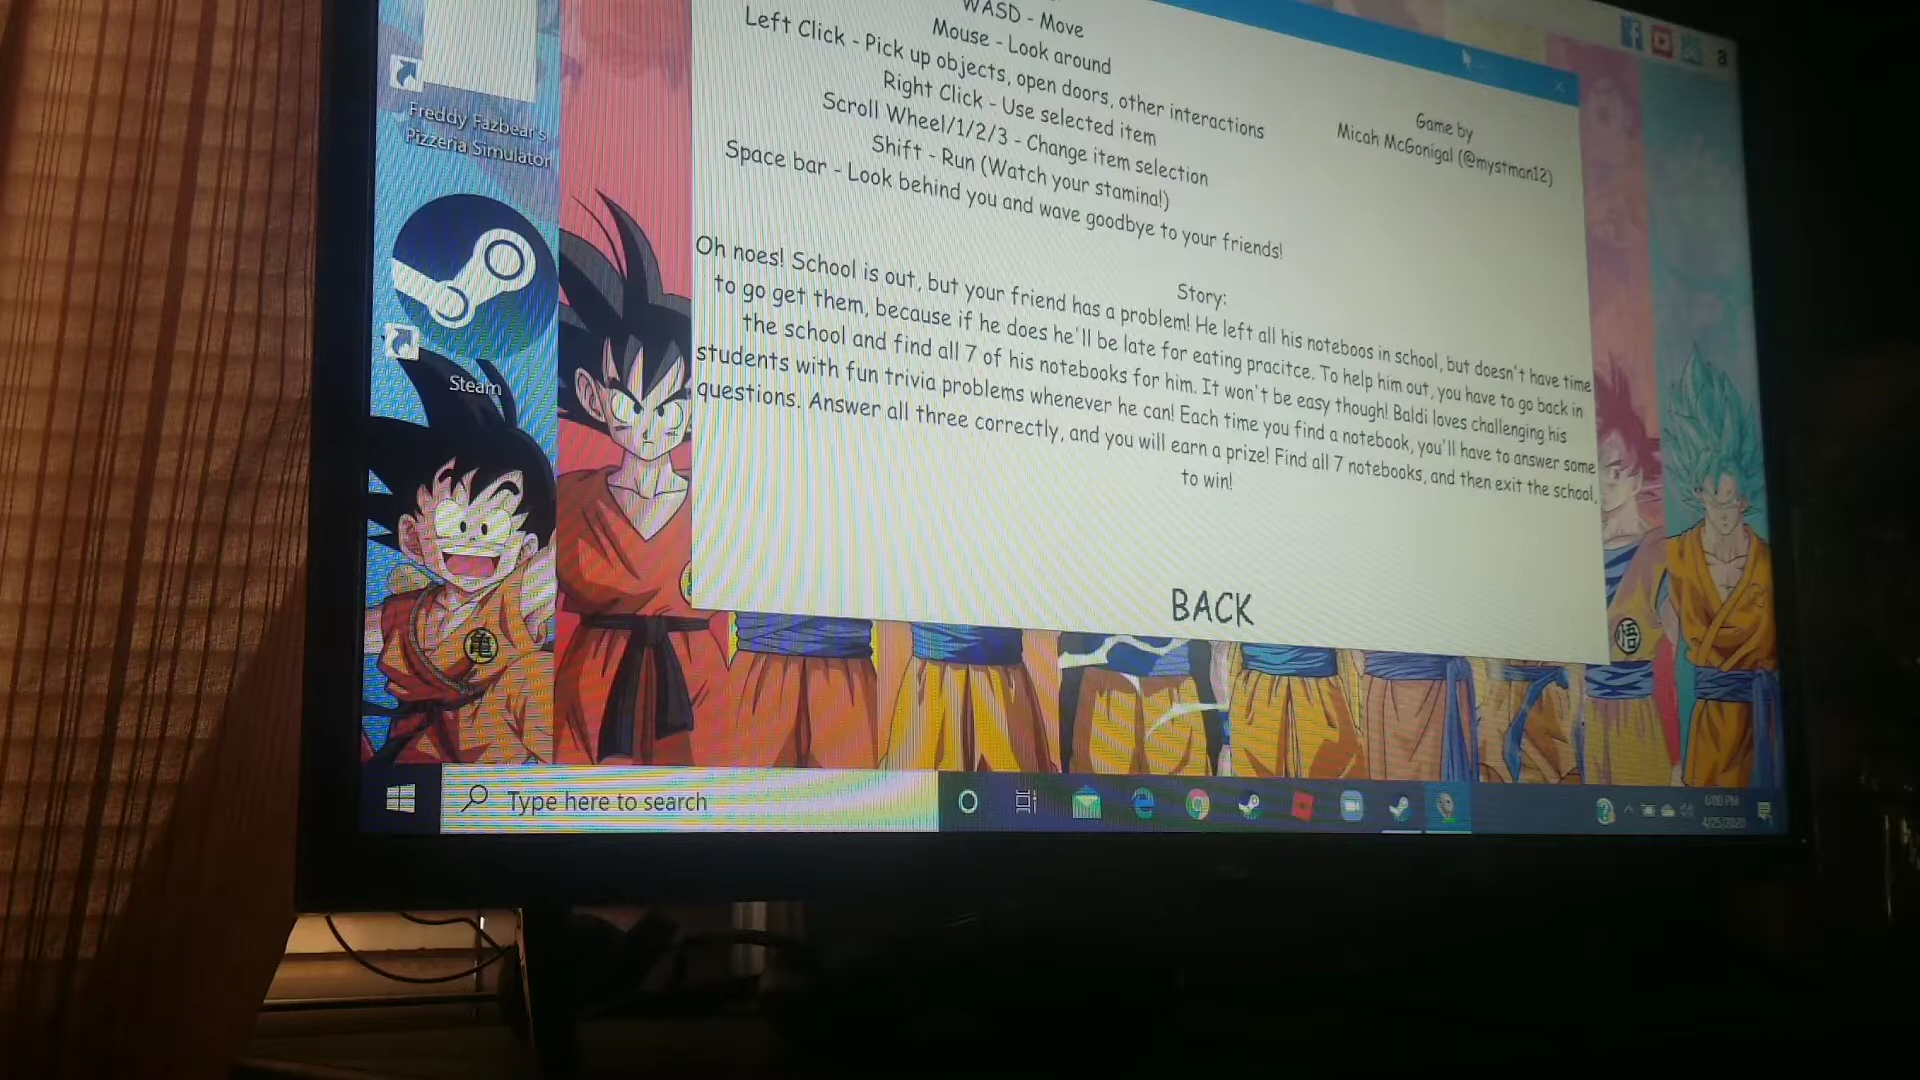 WASD - Move
Mouse - Look around
Left Click - Pick up objects, open doors, other interactions
Right Click - Use selected item
Scroll Wheel/1/2/3 - Change item selection
Shift - Run (Watch your stamina!)
Space bar - Look behind you and wave goodbye to your friends!
Game by
Micah McGonigal (@mystman12)
Story:
Oh noes! School is out, but your friend has a problem! He left all his noteboos in school, but doesn't have time
to go get them, because if he does he'll be late for eating pracitce. To help him out, you have to go back in
the school and find all 7 of his notebooks for him. It won't be easy though! Baldi loves challenging his
students with fun trivia problems whenever he can! Each time you find a notebook, you'll have to answer some
questions. Answer all three correctly, and you will earn a prize! Find all 7 notebooks, and then exit the school
to win!
BACK
Freddy Fazbear's
Pizzeria Simulator
Steam
亀
悟
Type here to search
6:00 PM
4/25/2020